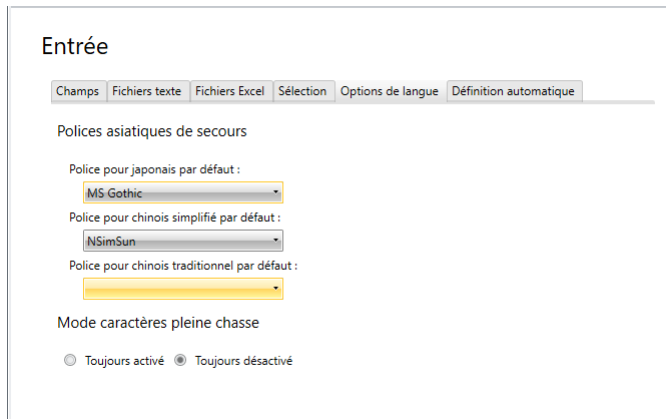 Entrée
Champs Fichiers texte Fichiers Excel Sélection Options de langue Définition automatique
Polices asiatiques de secours
Police pour japonais par défaut :
MS Gothic
Police pour chinois simplifié par défaut :
NSimSun
Police pour chinois traditionnel par défaut :
Mode caractères pleine chasse
Toujours activé Toujours désactivé